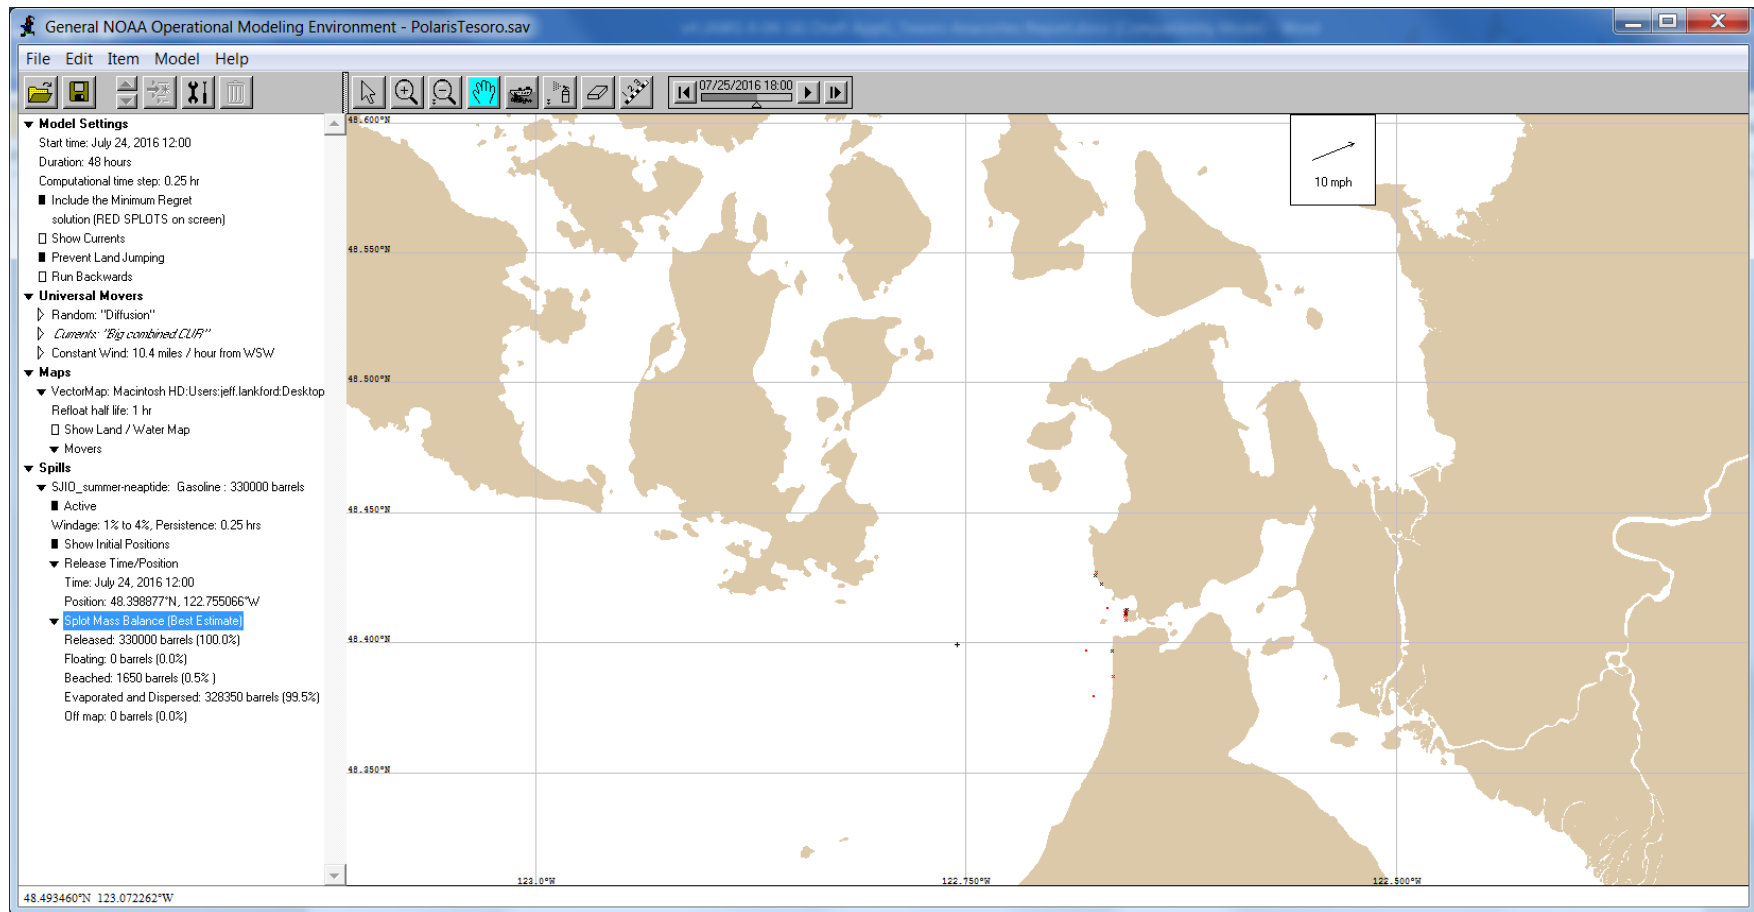 General NOAA Operational Modeling Environment - PolarisTesoro.sav
File Edit Item Model Help
07/25/2016 18:00
Model Settings
Start time: July 24, 2016 12:00
Duration: 48 hours
Computational time step: 0.25 hr
Include the Minimum Regret
solution (RED SPLOTS on screen)
Show Currents
Prevent Land Jumping
Run Backwards
Universal Movers
Random: "Diffusion"
Currents: "Big combined.CUR"
Constant Wind: 10.4 miles / hour from WSW
Maps
VectorMap: Macintosh HD:Users:jeff.lankford:Desktop
Refloat half life: 1 hr
Show Land / Water Map
Movers
Spills
SJIO_summer-neaptide: Gasoline : 330000 barrels
Active
Windage: 1% to 4%, Persistence: 0.25 hrs
Show Initial Positions
Release Time/Position
Time: July 24, 2016 12:00
Position: 48.398877°N, 122.755066°W
Splot Mass Balance (Best Estimate)
Released: 330000 barrels (100.0%)
Floating: 0 barrels (0.0%)
Beached: 1650 barrels (0.5% )
Evaporated and Dispersed: 328350 barrels (99.5%)
Off map: 0 barrels (0.0%)
48.600°N
48.550°N
48.500°N
48.450°N
48.400°N
48.350°N
10 mph
123.0°W
122.750°W
122.500°W
48.493460°N 123.072262°W